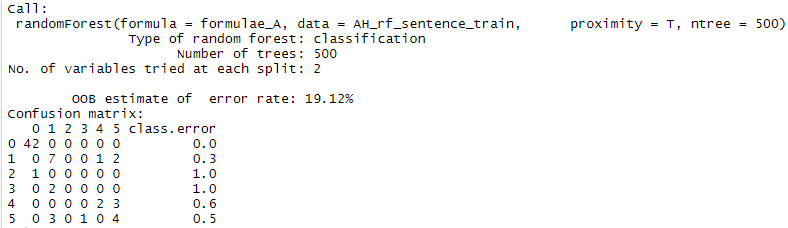 Call:
 randomForest(formula = formulae_A, data = AH_rf_sentence_train,      proximity = T, ntree = 500)
               Type of random forest: classification
                     Number of trees: 500
No. of variables tried at each split: 2
        OOB estimate of  error rate: 19.12%
Confusion matrix:
   0 1 2 3 4 5 class.error
0 42 0 0 0 0 0         0.0
1  0 7 0 0 1 2         0.3
2  1 0 0 0 0 0         1.0
3  0 2 0 0 0 0         1.0
4  0 0 0 0 2 3         0.6
5  0 3 0 1 0 4         0.5